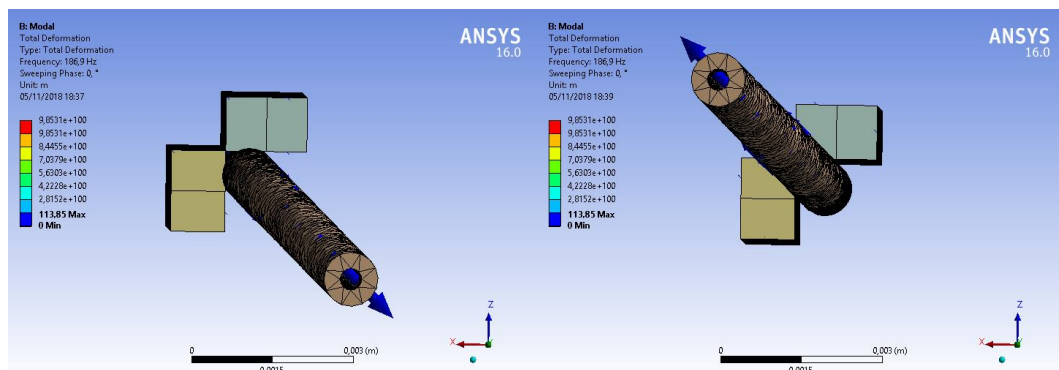 B: Modal
Total Deformation
Type: Total Deformation
Frequency: 186,9 Hz
Sweeping Phase: 0, °
Unit: m
05/11/2018 18:37
9,8531e+100
9,8531e+100
8,4455e+100
7,0379e+100
5,6303e+100
4,2228e+100
2,8152e+100
113,85 Max
0 Min
ANSYS
16.0
Z
X
0
0,003 (m)
0,0015
B: Modal
Total Deformation
Type: Total Deformation
Frequency: 186,9 Hz
Sweeping Phase: 0, °
Unit: m
05/11/2018 18:39
9,8531e+100
9,8531e+100
8,4455e+100
7,0379e+100
5,6303e+100
4,2228e+100
2,8152e+100
113,85 Max
0 Min
ANSYS
16.0
Z
X
0
0,003 (m)
0,0015